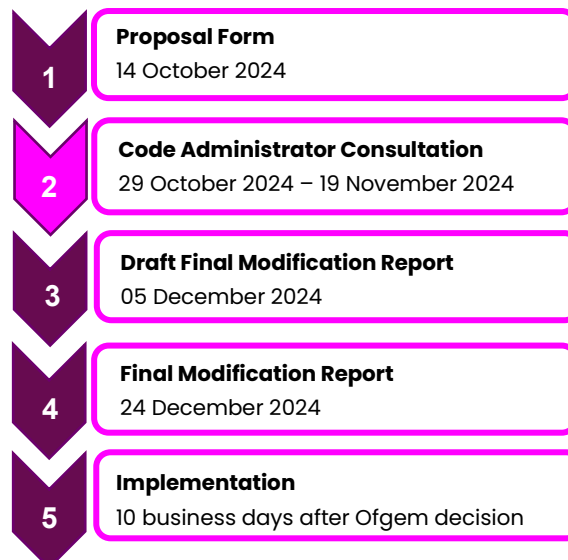 1
Proposal Form
14 October 2024
2
Code Administrator Consultation
29 October 2024 – 19 November 2024
3
Draft Final Modification Report
05 December 2024
4
Final Modification Report
24 December 2024
5
Implementation
10 business days after Ofgem decision